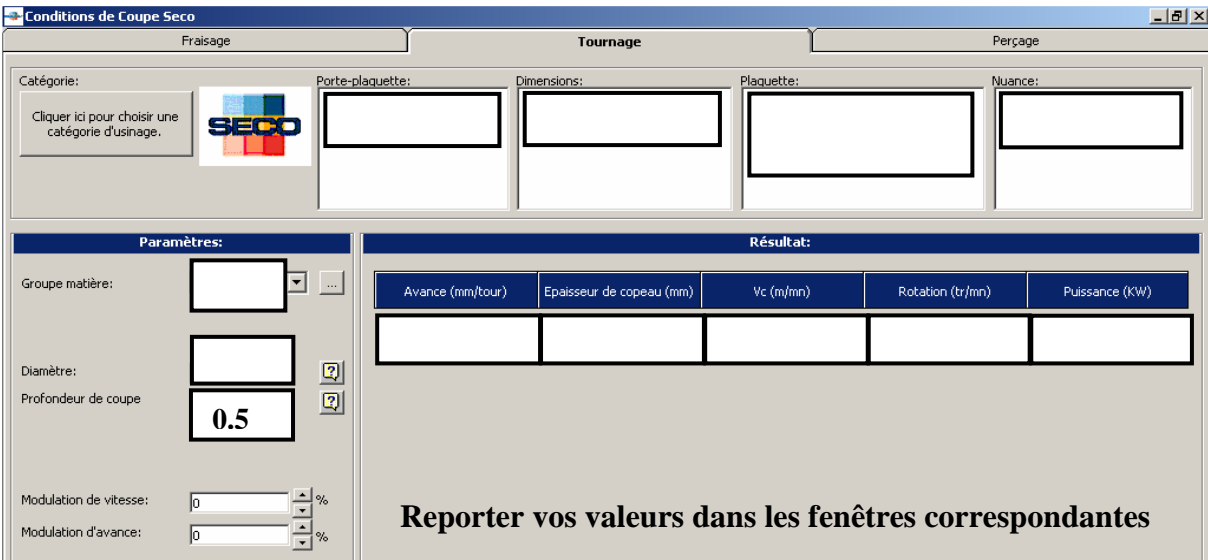 Conditions de Coupe Seco
Fraisage
Tournage
Perçage
Catégorie:
Porte-plaquette:
Dimensions:
Plaquette:
Nuance:
Cliquer ici pour choisir une
catégorie d'usinage.
SECO
Paramètres:
Résultat:
Groupe matière:
...
Avance (mm/tour)
Epaisseur de copeau (mm)
Vc (m/mn)
Rotation (tr/mn)
Puissance (KW)
Diamètre:
?
Profondeur de coupe
0.5
?
Modulation de vitesse:
0
%
Modulation d'avance:
0
%
Reporter vos valeurs dans les fenêtres correspondantes